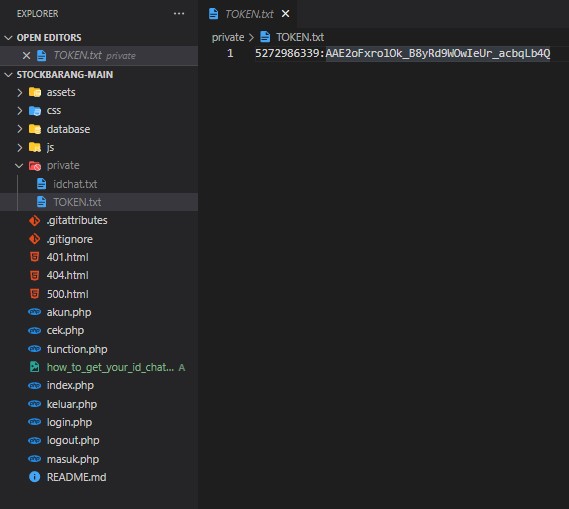 EXPLORER
OPEN EDITORS
TOKEN.txt private
STOCKBARANG-MAIN
assets
css
database
js
private
idchat.txt
TOKEN.txt
.gitattributes
.gitignore
401.html
404.html
500.html
akun.php
cek.php
function.php
how_to_get_your_id_chat... A
index.php
keluar.php
login.php
logout.php
masuk.php
README.md
TOKEN.txt
private > TOKEN.txt
1 5272986339:AAE2oFxrolOk_B8yRd9WOwIeUr_acbqLb4Q